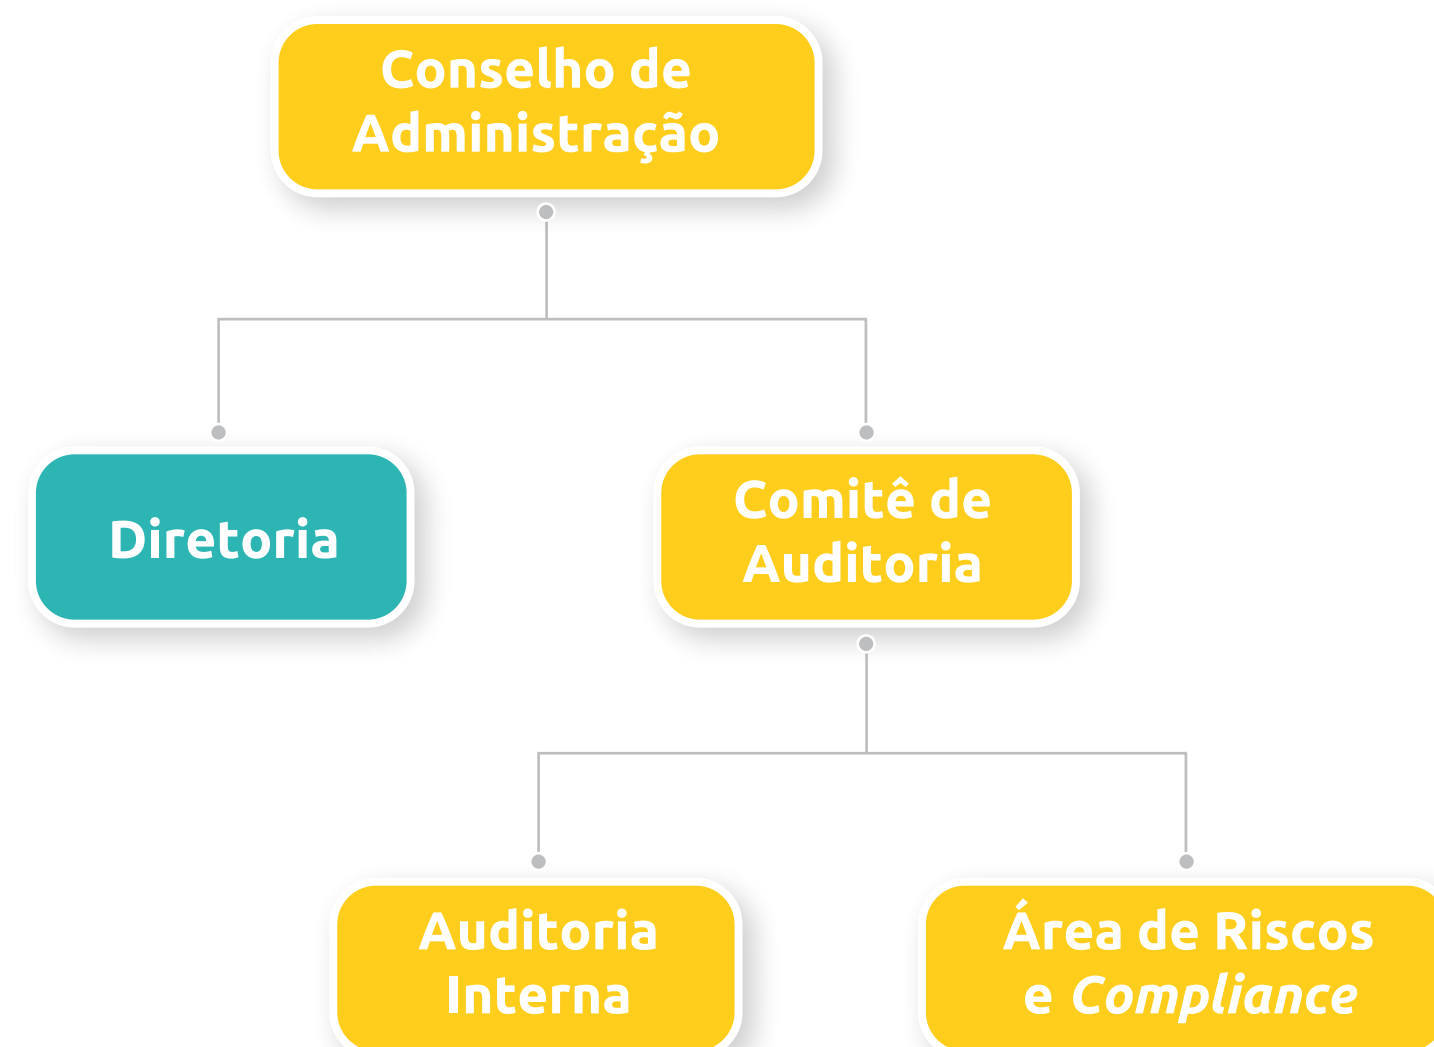 Conselho de
Administração
Diretoria
Comitê de
Auditoria
Auditoria
Interna
Área de Riscos
e Compliance